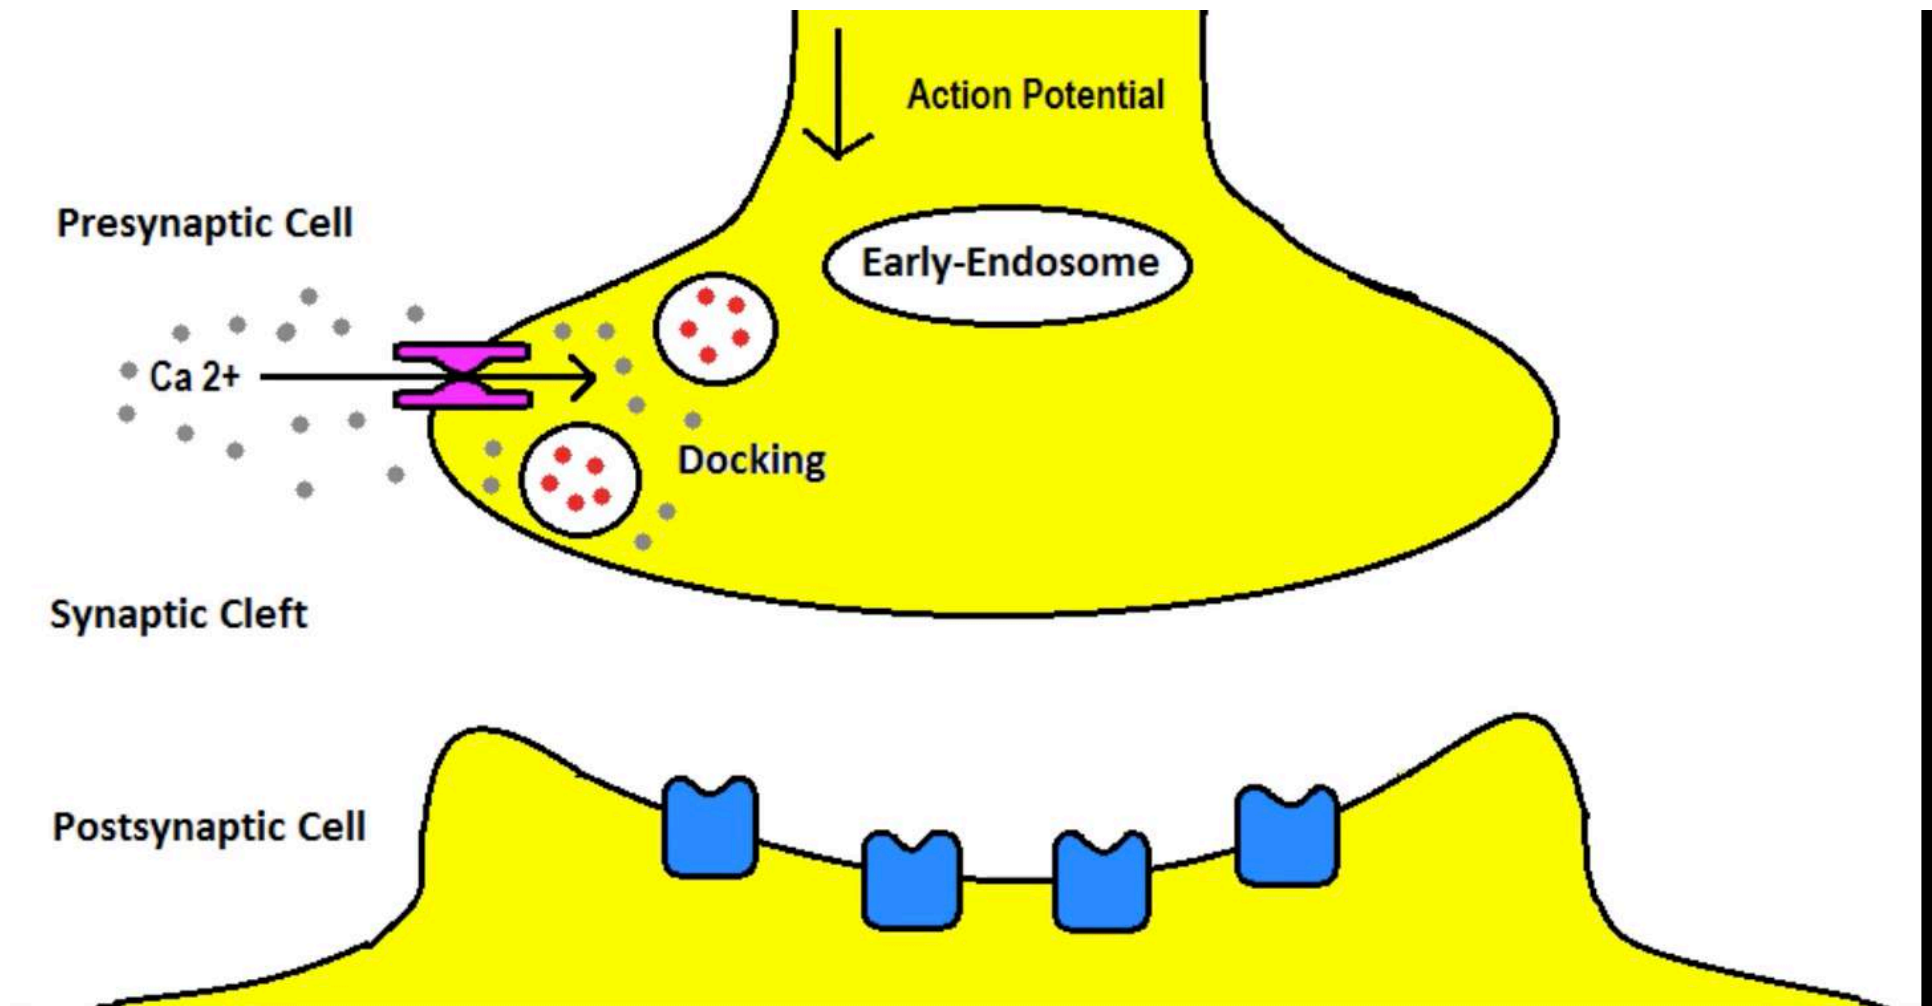 Action Potential
Presynaptic Cell
Early-Endosome
Ca 2+
Docking
Synaptic Cleft
Postsynaptic Cell